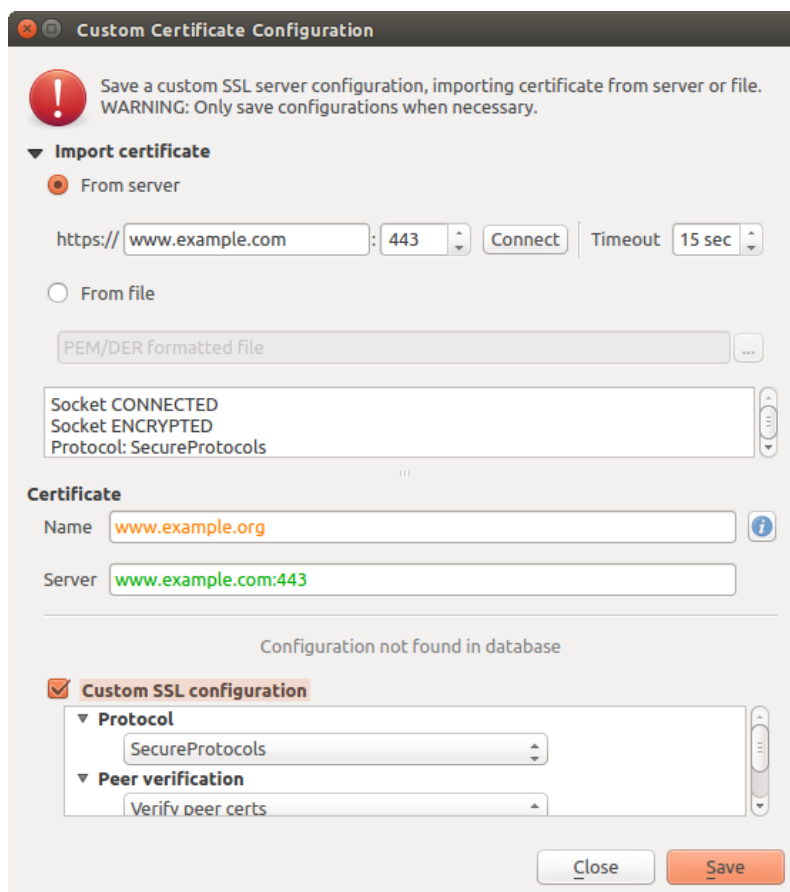 Custom Certificate Configuration
Save a custom SSL server configuration, importing certificate from server or file.
WARNING: Only save configurations when necessary.
Import certificate
From server
https:// www.example.com : 443 Connect Timeout 15 sec
From file
PEM/DER formatted file ...
Socket CONNECTED
Socket ENCRYPTED
Protocol: SecureProtocols
Certificate
Name www.example.org
Server www.example.com:443
Configuration not found in database
Custom SSL configuration
Protocol
SecureProtocols
Peer verification
Verify peer certs
Close Save